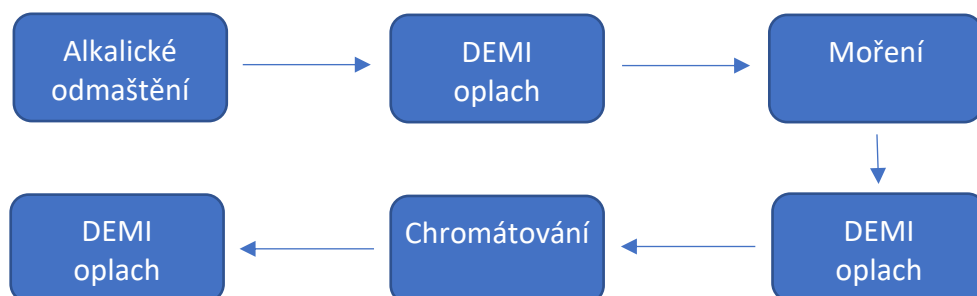 Alkalické
odmaštění
DEMI
oplach
Moření
DEMI
oplach
Chromátování
DEMI
oplach